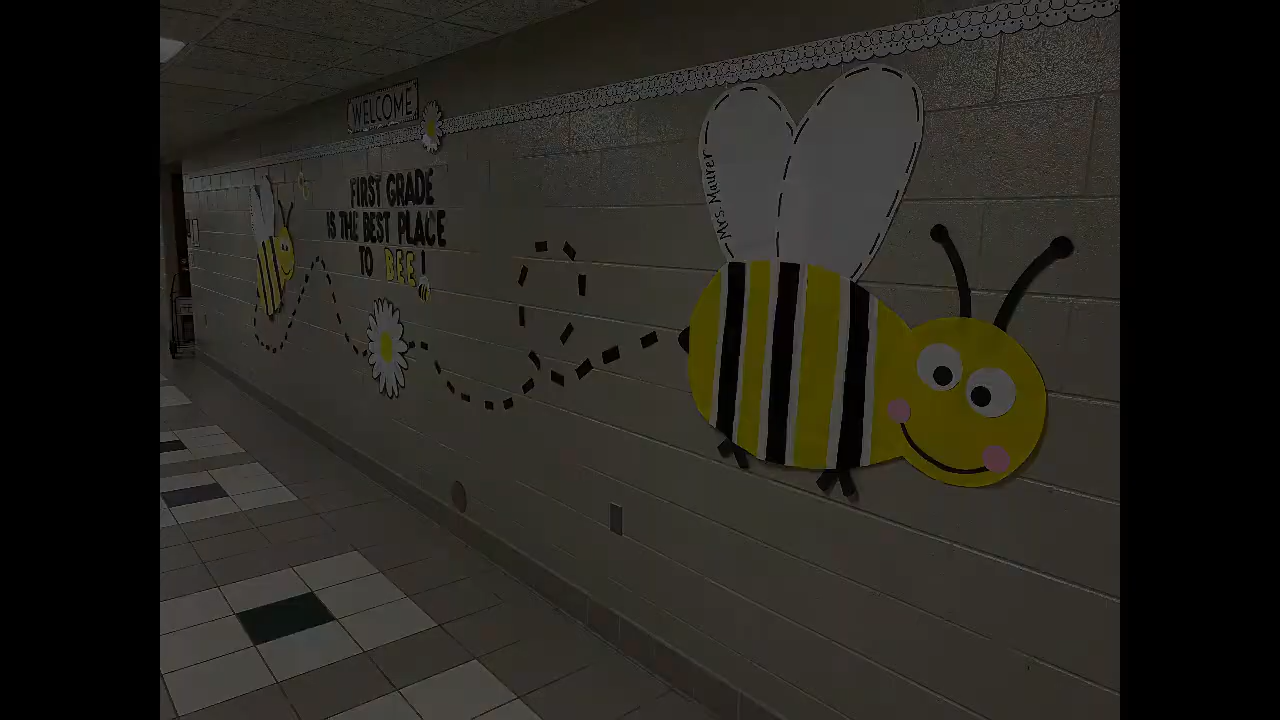 WELCOME
FIRST GRADE
IS THE BEST PLACE
TO BEE!
Mrs. Maurer